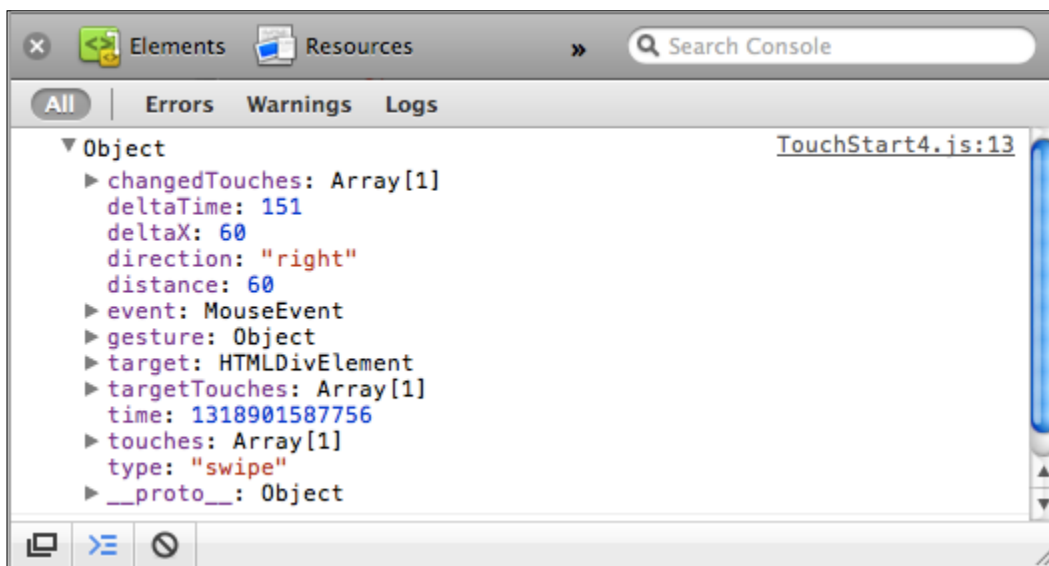 Elements Resources » Search Console
All Errors Warnings Logs
Object TouchStart4.js:13
changedTouches: Array[1]
deltaTime: 151
deltaX: 60
direction: "right"
distance: 60
event: MouseEvent
gesture: Object
target: HTMLDivElement
targetTouches: Array[1]
time: 1318901587756
touches: Array[1]
type: "swipe"
__proto__: Object